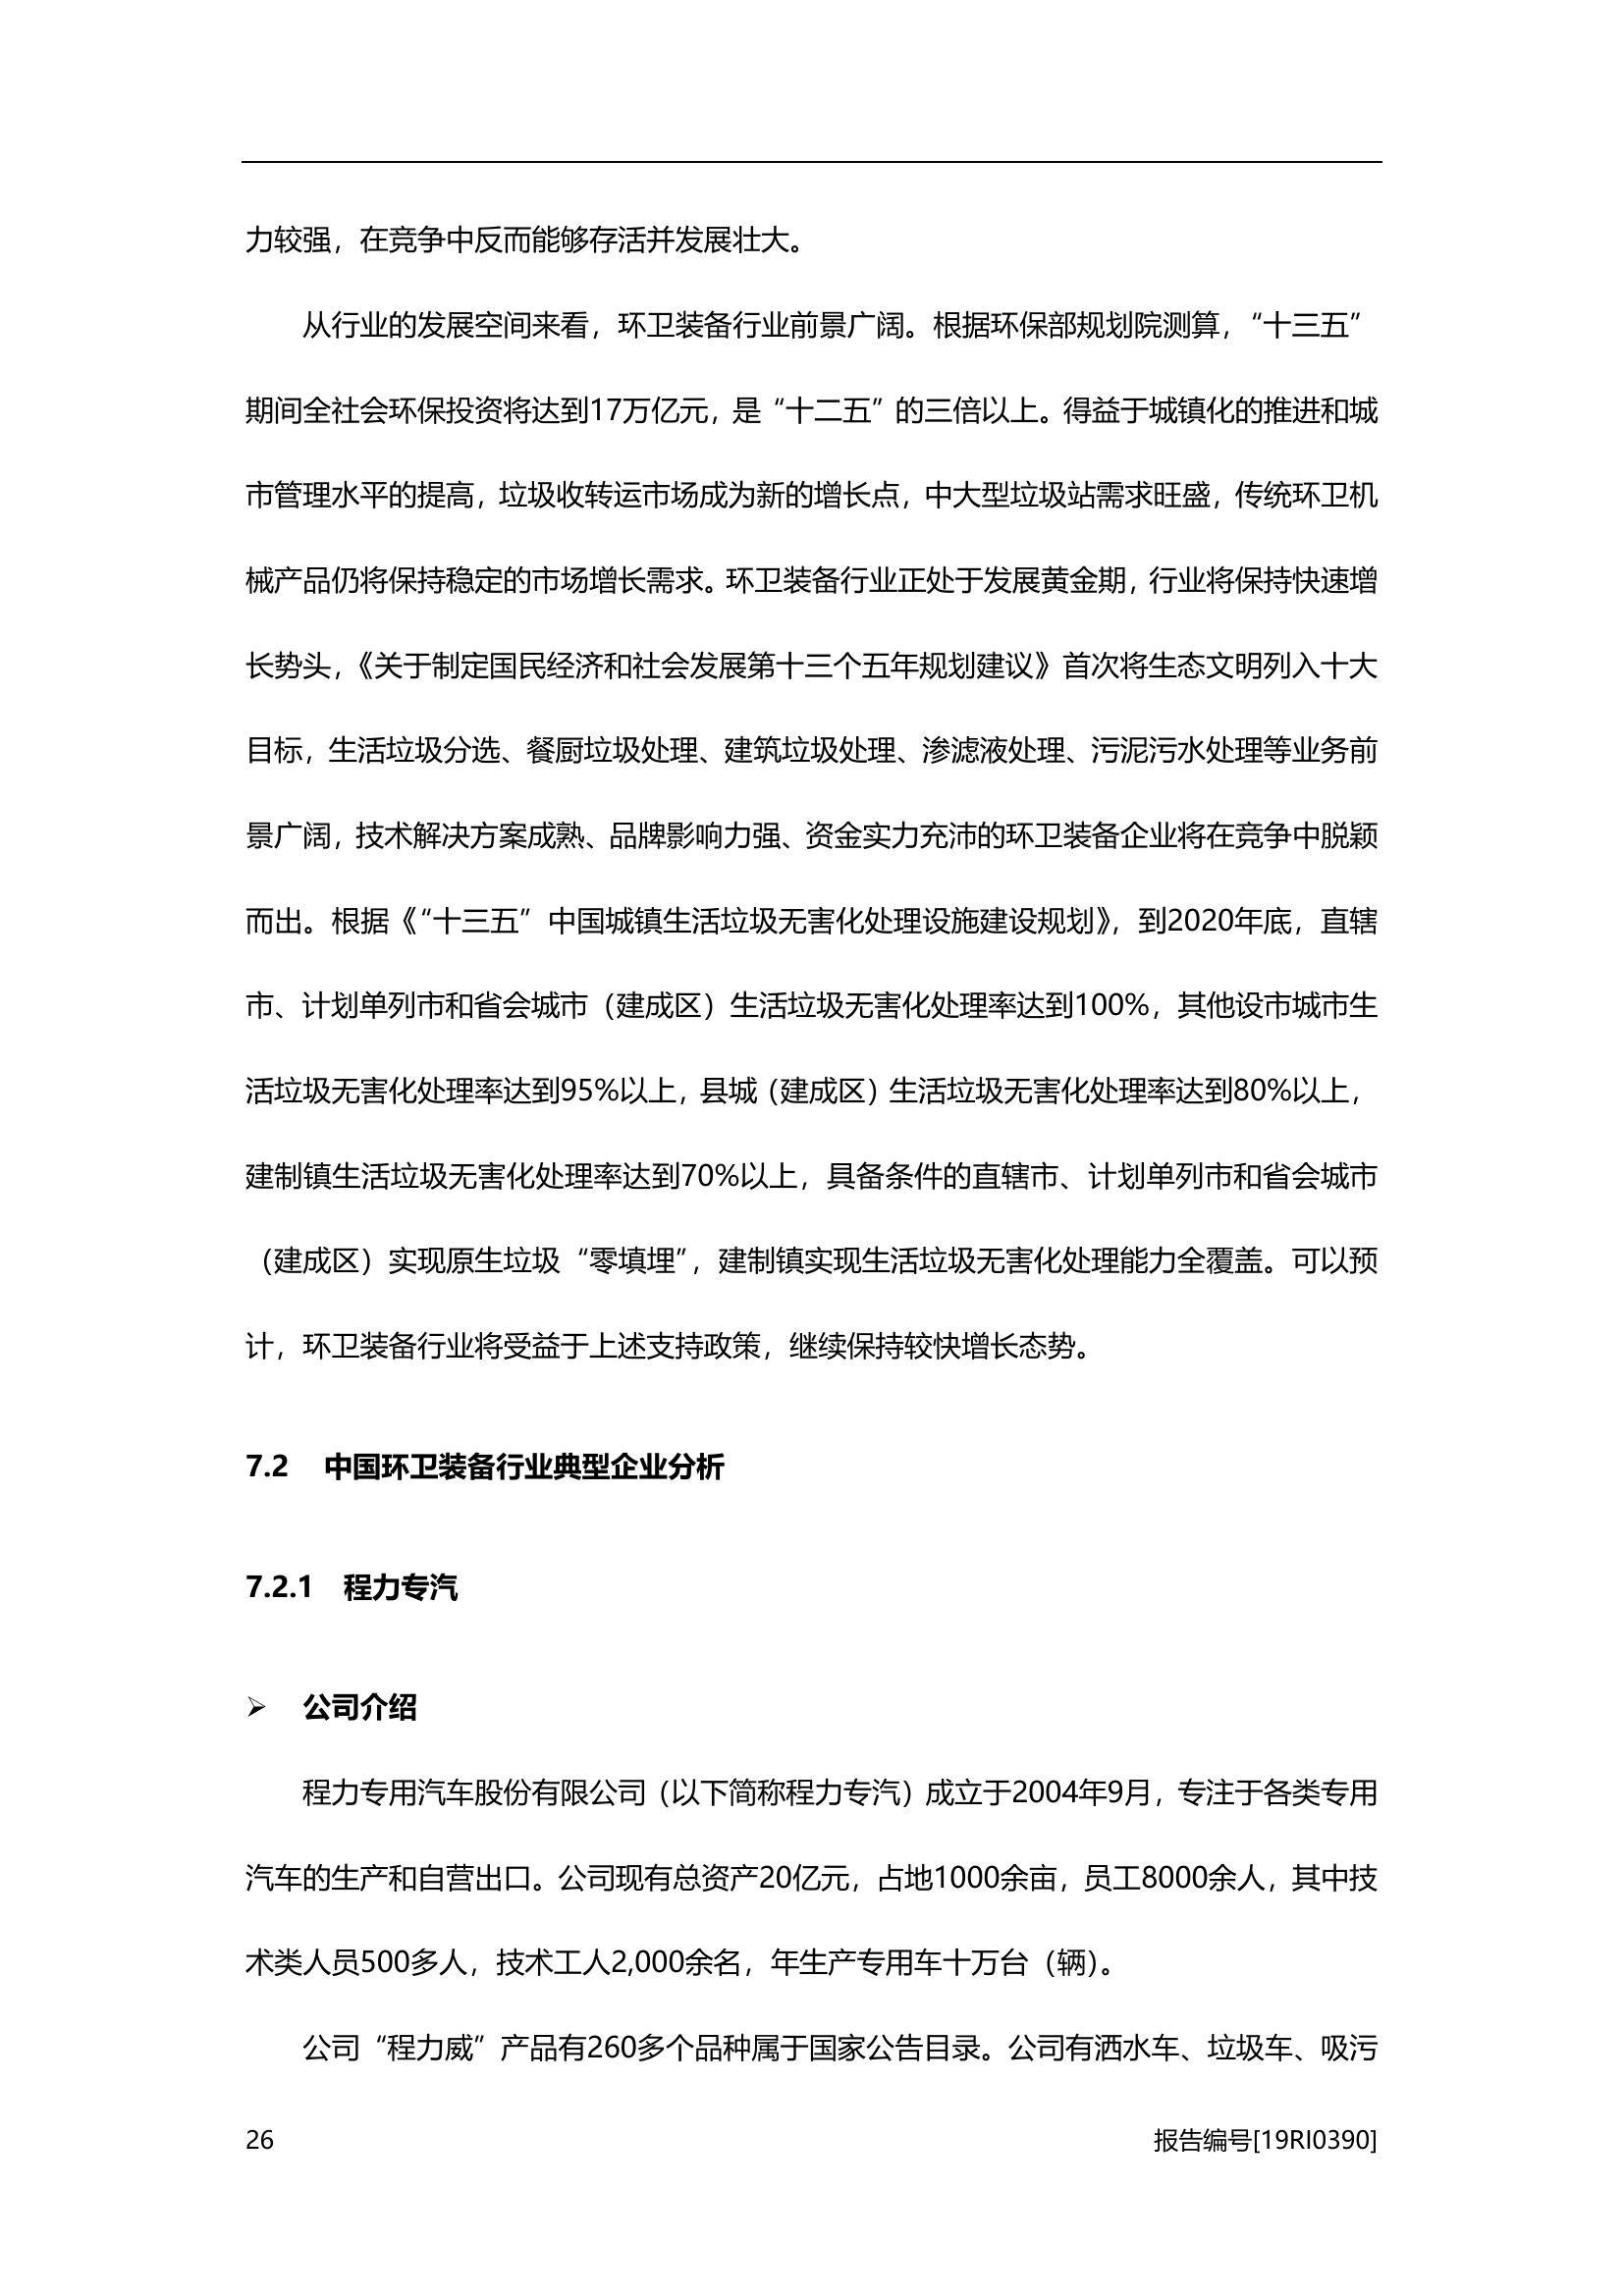 力较强，在竞争中反而能够存活并发展壮大。
从行业的发展空间来看，环卫装备行业前景广阔。根据环保部规划院测算，“十三五”
期间全社会环保投资将达到17万亿元，是“十二五”的三倍以上。得益于城镇化的推进和城
市管理水平的提高，垃圾收转运市场成为新的增长点，中大型垃圾站需求旺盛，传统环卫机
械产品仍将保持稳定的市场增长需求。环卫装备行业正处于发展黄金期，行业将保持快速增
长势头，《关于制定国民经济和社会发展第十三个五年规划建议》首次将生态文明列入十大
目标，生活垃圾分选、餐厨垃圾处理、建筑垃圾处理、渗滤液处理、污泥污水处理等业务前
景广阔，技术解决方案成熟、品牌影响力强、资金实力充沛的环卫装备企业将在竞争中脱颖
而出。根据《“十三五”中国城镇生活垃圾无害化处理设施建设规划》，到2020年底，直辖
市、计划单列市和省会城市（建成区）生活垃圾无害化处理率达到100%，其他设市城市生
活垃圾无害化处理率达到95%以上，县城（建成区）生活垃圾无害化处理率达到80%以上，
建制镇生活垃圾无害化处理率达到70%以上，具备条件的直辖市、计划单列市和省会城市
（建成区）实现原生垃圾“零填埋”，建制镇实现生活垃圾无害化处理能力全覆盖。可以预
计，环卫装备行业将受益于上述支持政策，继续保持较快增长态势。
7.2 中国环卫装备行业典型企业分析
7.2.1 程力专汽
➢ 公司介绍
程力专用汽车股份有限公司（以下简称程力专汽）成立于2004年9月，专注于各类专用
汽车的生产和自营出口。公司现有总资产20亿元，占地1000余亩，员工8000余人，其中技
术类人员500多人，技术工人2,000余名，年生产专用车十万台（辆）。
公司“程力威”产品有260多个品种属于国家公告目录。公司有洒水车、垃圾车、吸污
26 报告编号[19RI0390]